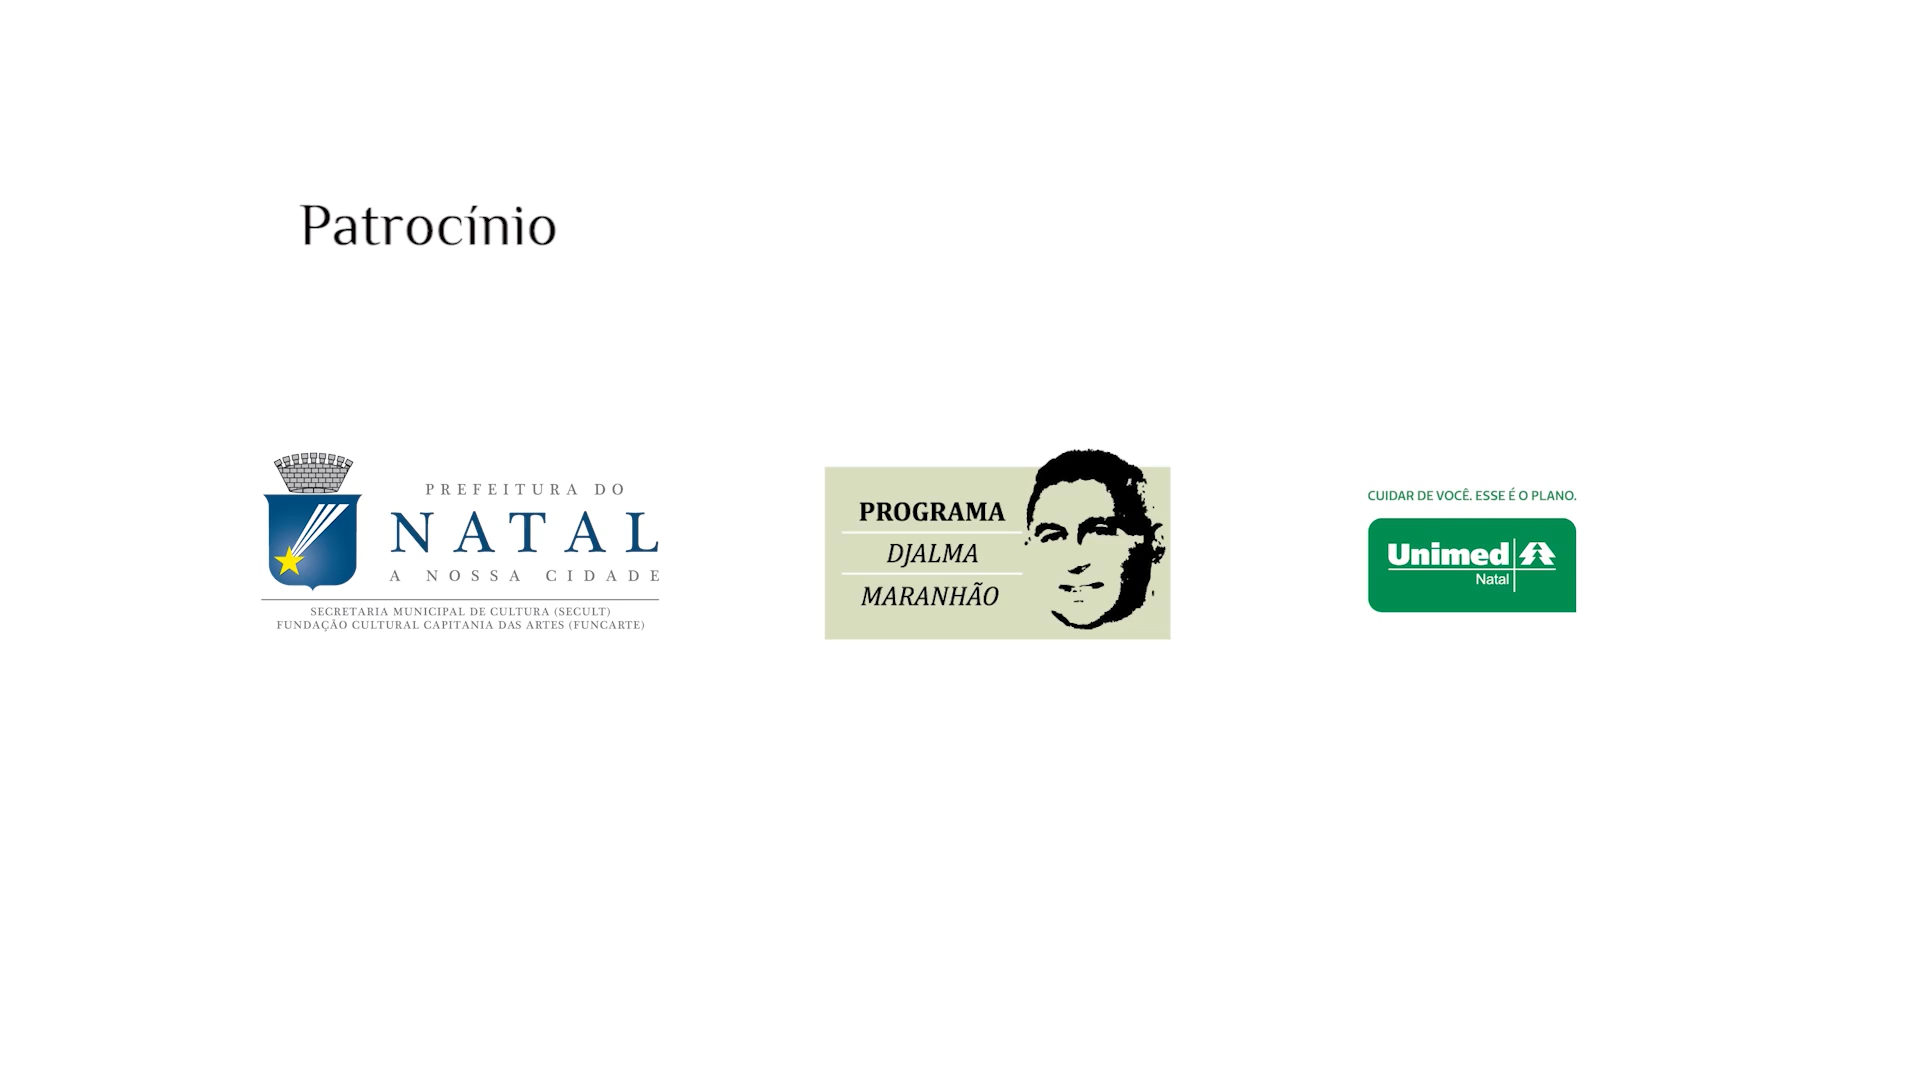 Patrocínio
PREFEITURA DO
NATAL
A NOSSA CIDADE
SECRETARIA MUNICIPAL DE CULTURA (SECULT)
FUNDAÇÃO CULTURAL CAPITANIA DAS ARTES (FUNCARTE)
PROGRAMA
DJALMA
MARANHÃO
CUIDAR DE VOCÊ. ESSE É O PLANO.
Unimed
Natal